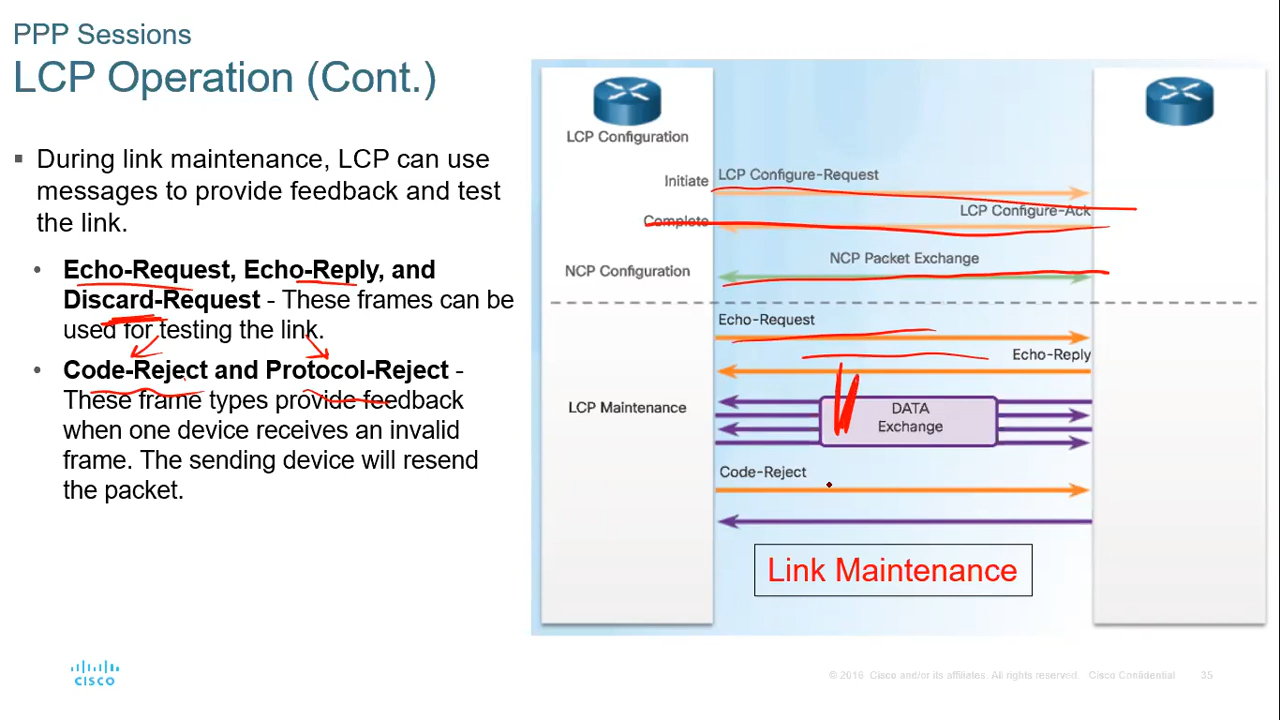 PPP Sessions
LCP Operation (Cont.)
▪ During link maintenance, LCP can use
messages to provide feedback and test
the link.
• Echo-Request, Echo-Reply, and
Discard-Request - These frames can be
used for testing the link.
• Code-Reject and Protocol-Reject -
These frame types provide feedback
when one device receives an invalid
frame. The sending device will resend
the packet.
LCP Configuration
Initiate
LCP Configure-Request
LCP Configure-Ack
Complete
NCP Packet Exchange
NCP Configuration
Echo-Request
Echo-Reply
LCP Maintenance
DATA
Exchange
Code-Reject
Link Maintenance
CISCO
© 2016 Cisco and/or its affiliates. All rights reserved. Cisco Confidential 35